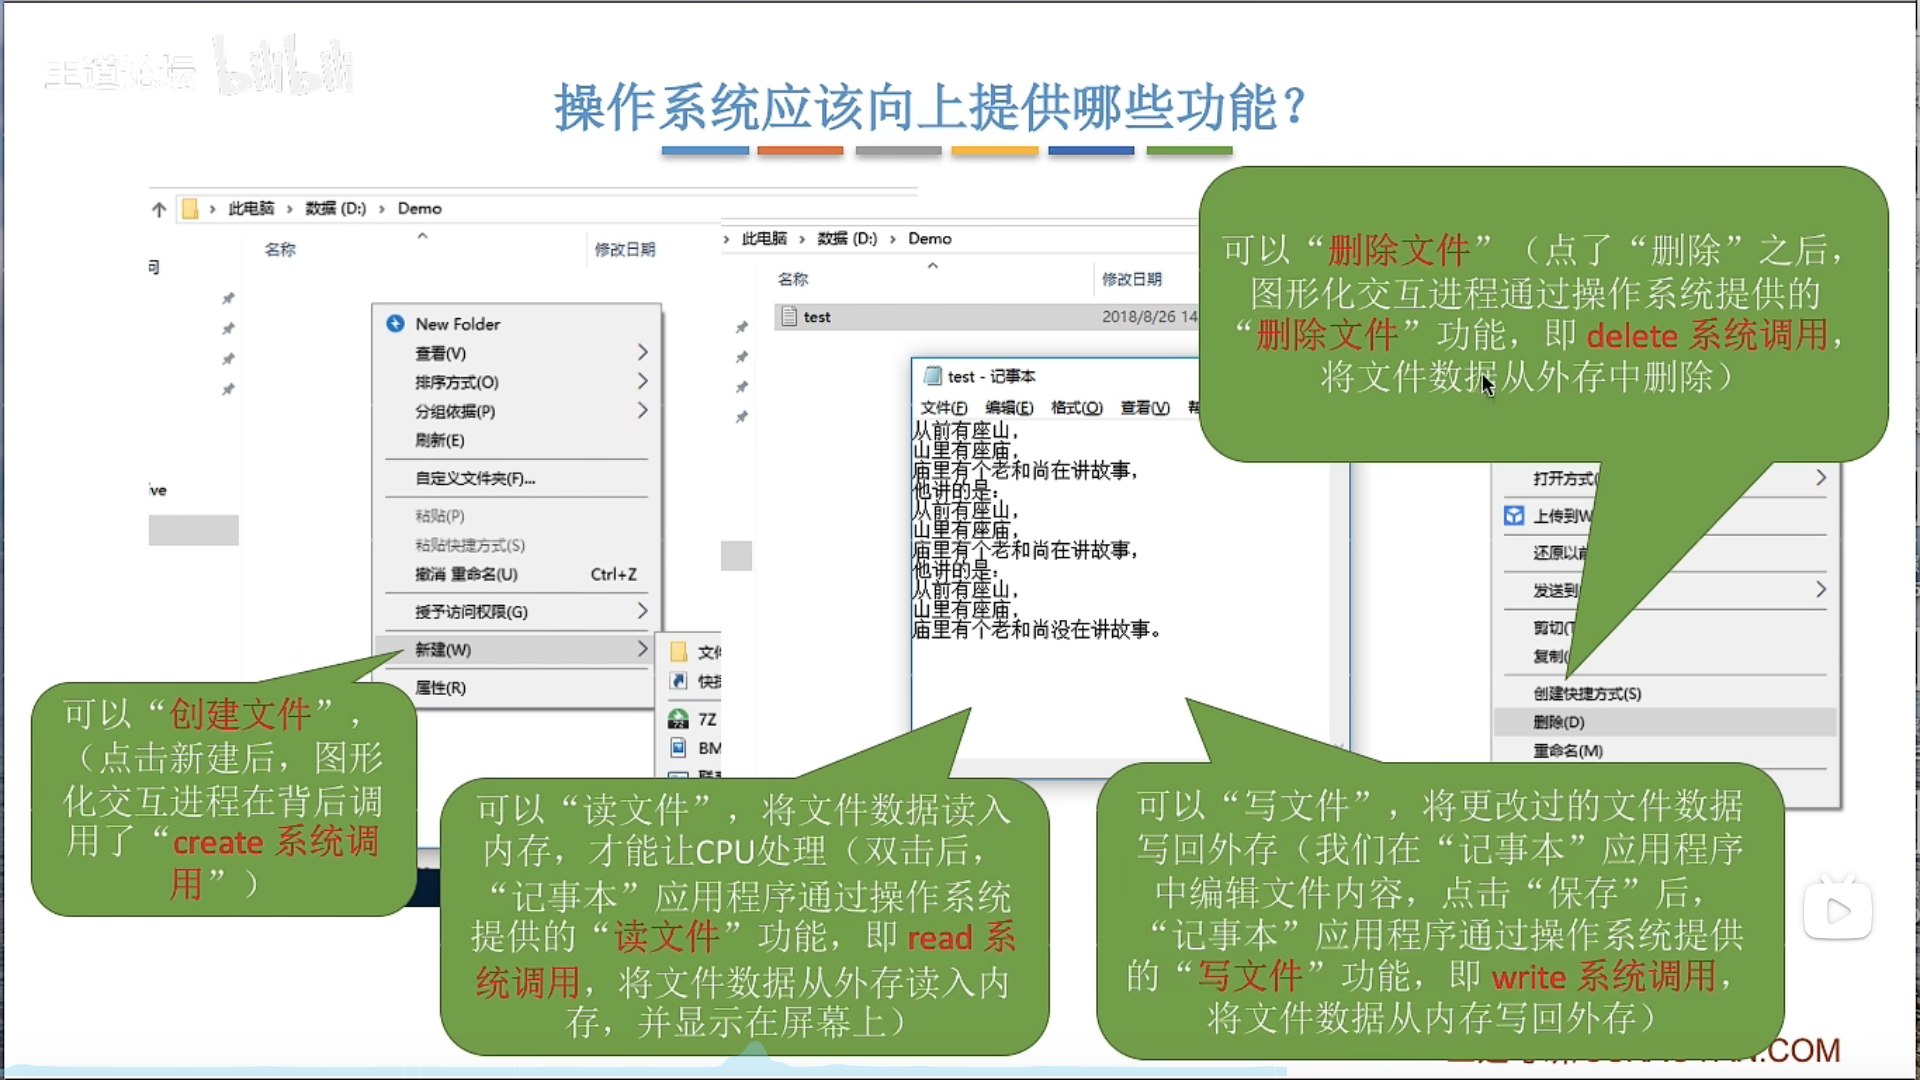 王道论坛 bilibili
操作系统应该向上提供哪些功能？
此电脑 › 数据 (D:) › Demo
名称
修改日期
New Folder
查看(V)
排序方式(O)
分组依据(P)
刷新(E)
自定义文件夹(F)...
粘贴(P)
粘贴快捷方式(S)
撤消 重命名(U) Ctrl+Z
授予访问权限(G)
新建(W)
属性(R)
7Z
可以“创建文件”，
（点击新建后，图形
化交互进程在背后调
用了“create 系统调
用”）
此电脑 › 数据 (D:) › Demo
名称
修改日期
test
2018/8/26 14
test - 记事本
文件(F) 编辑(E) 格式(O) 查看(V)
从前有座山，
山里有座庙，
庙里有个老和尚在讲故事，
他讲的是：
从前有座山，
山里有座庙，
庙里有个老和尚在讲故事，
他讲的是：
从前有座山，
山里有座庙，
庙里有个老和尚没在讲故事。
可以“读文件”，将文件数据读入
内存，才能让CPU处理（双击后，
“记事本”应用程序通过操作系统
提供的“读文件”功能，即 read 系
统调用，将文件数据从外存读入内
存，并显示在屏幕上）
可以“删除文件”（点了“删除”之后，
图形化交互进程通过操作系统提供的
“删除文件”功能，即 delete 系统调用，
将文件数据从外存中删除）
打开方式
上传到W
还原以前
发送到
剪切(T
复制(
创建快捷方式(S)
删除(D)
重命名(M)
可以“写文件”，将更改过的文件数据
写回外存（我们在“记事本”应用程序
中编辑文件内容，点击“保存”后，
“记事本”应用程序通过操作系统提供
的“写文件”功能，即 write 系统调用，
将文件数据从内存写回外存）
.COM